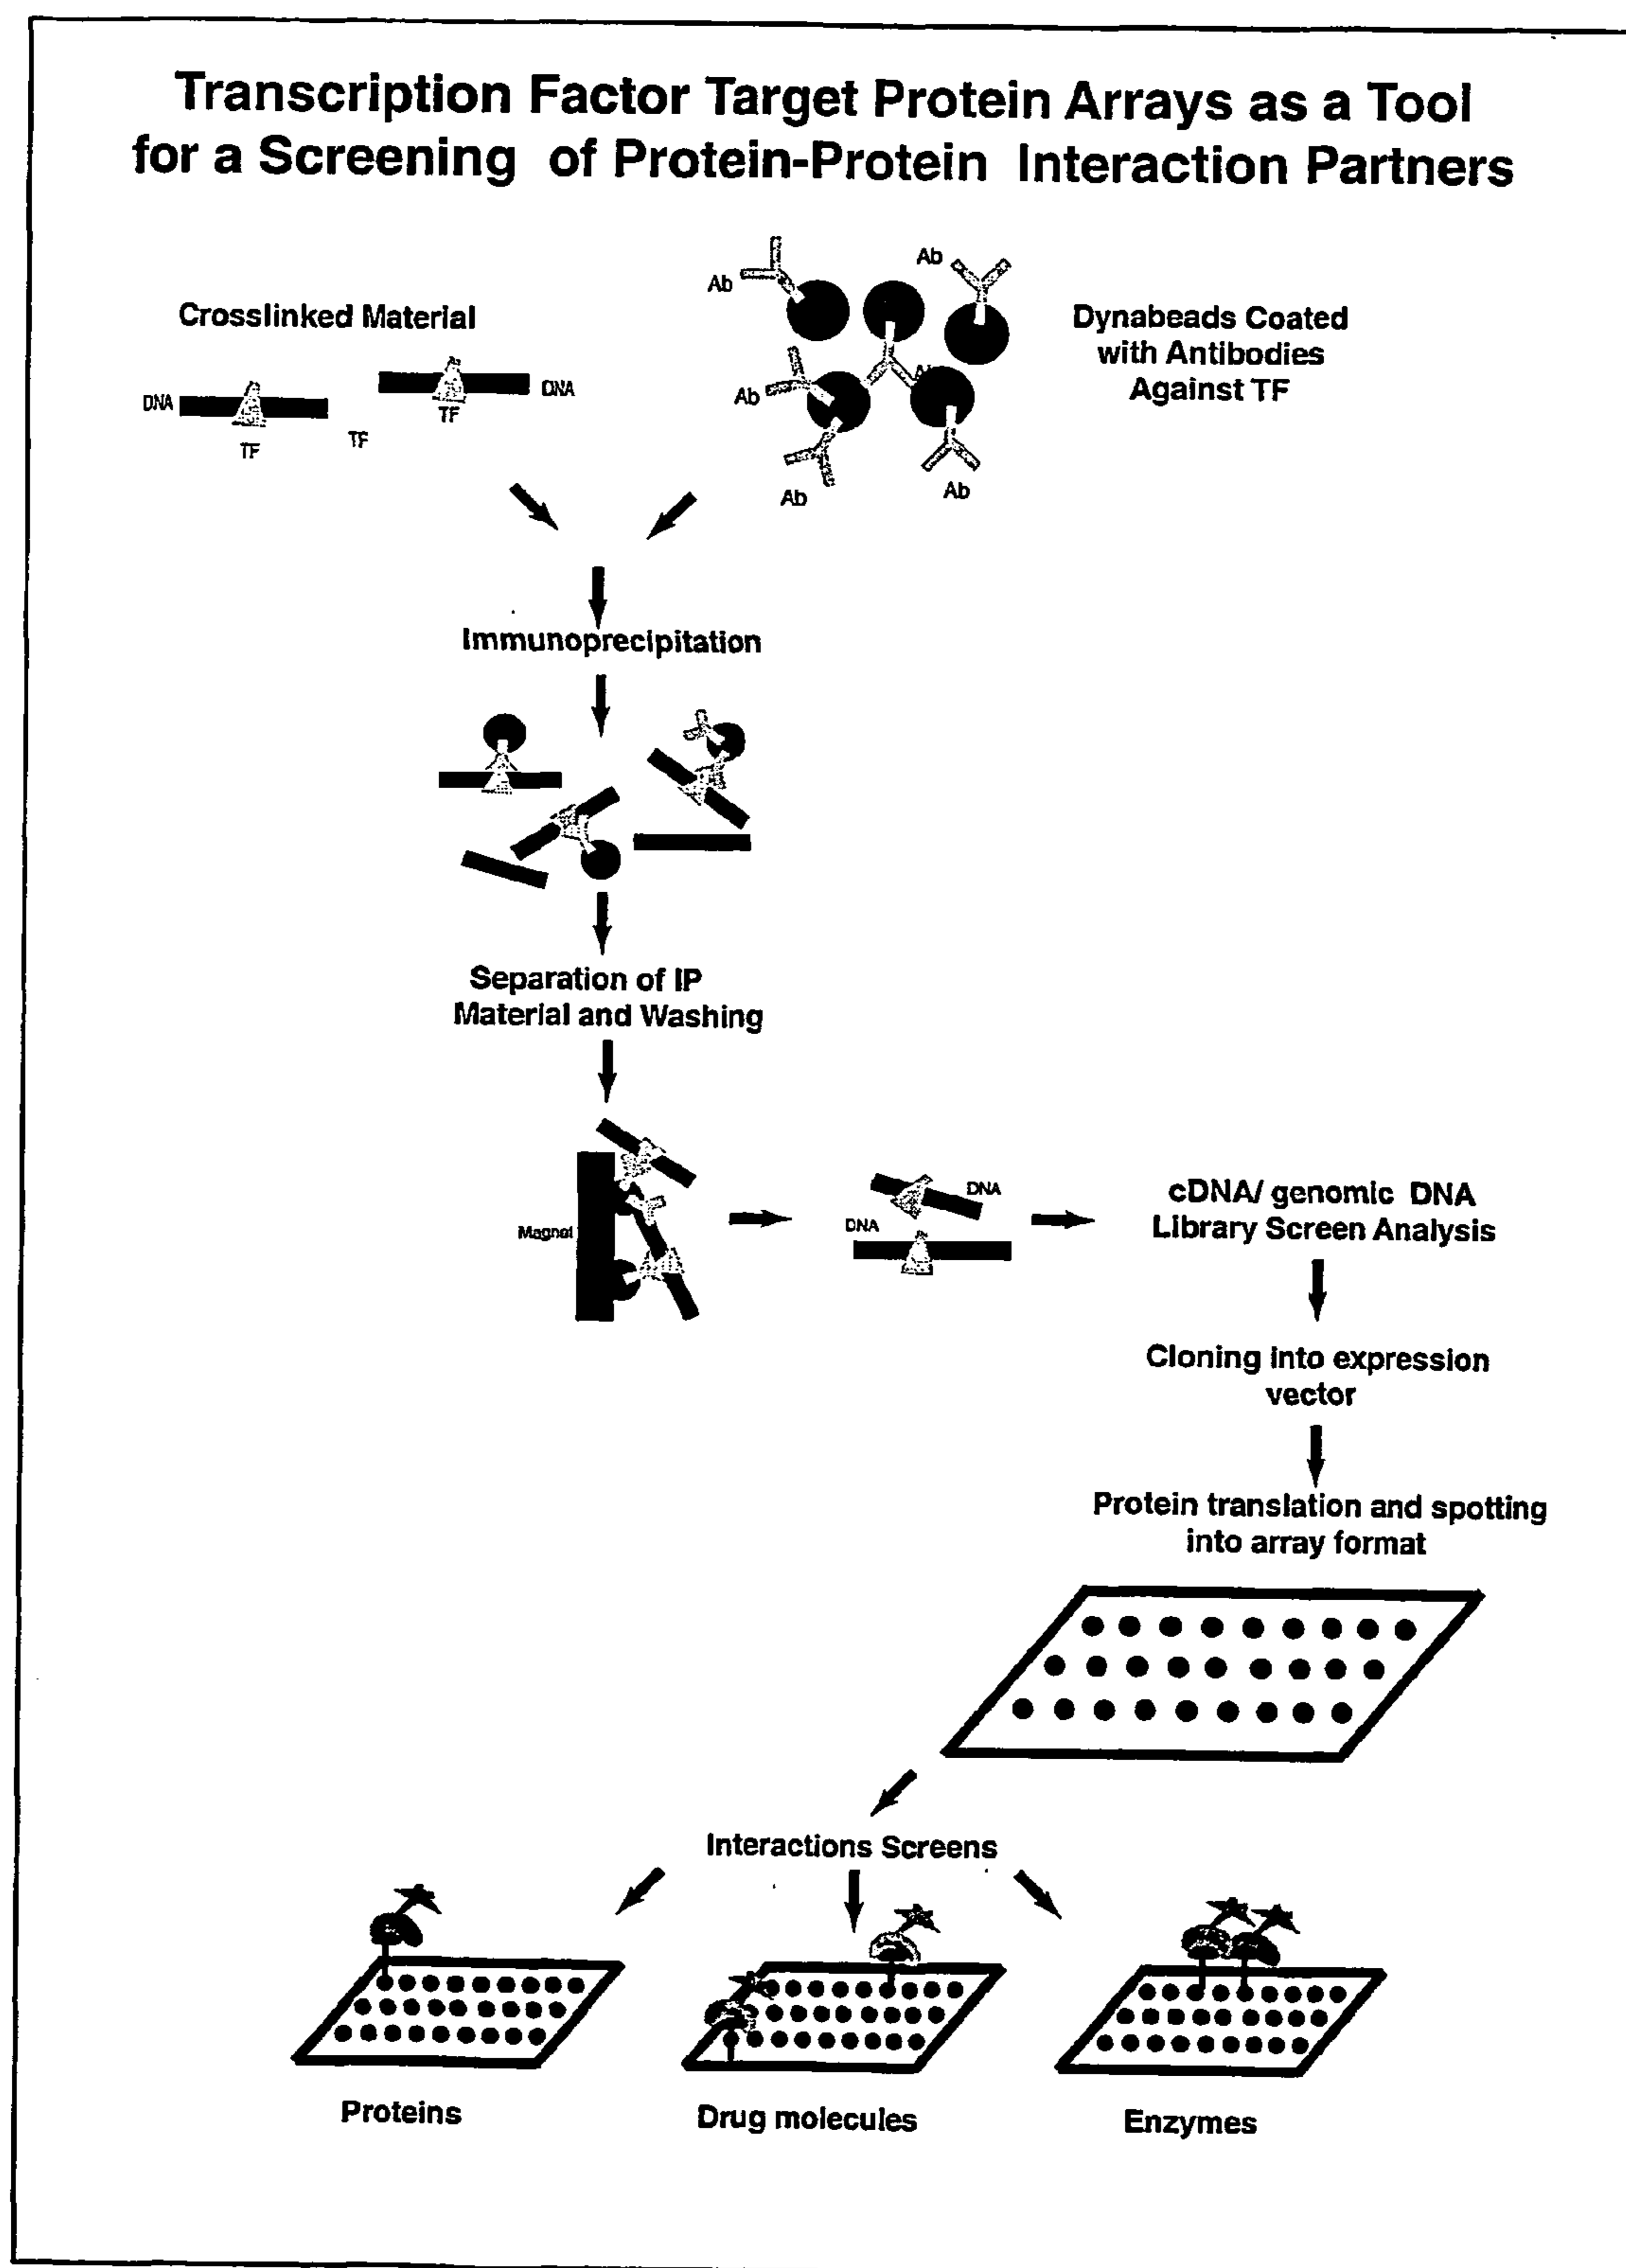 Transcription Factor Target Protein Arrays as a Tool
for a Screening of Protein-Protein Interaction Partners
Crosslinked Material
DNA
TF
TF
TF
DNA
Ab
Ab
Ab
Ab
Ab
Dynabeads Coated
with Antibodies
Against TF
Immunoprecipitation
Separation of IP
Material and Washing
Magnet
DNA
DNA
cDNA/ genomic DNA
Library Screen Analysis
Cloning into expression
vector
Protein translation and spotting
into array format
Interactions Screens
Proteins
Drug molecules
Enzymes